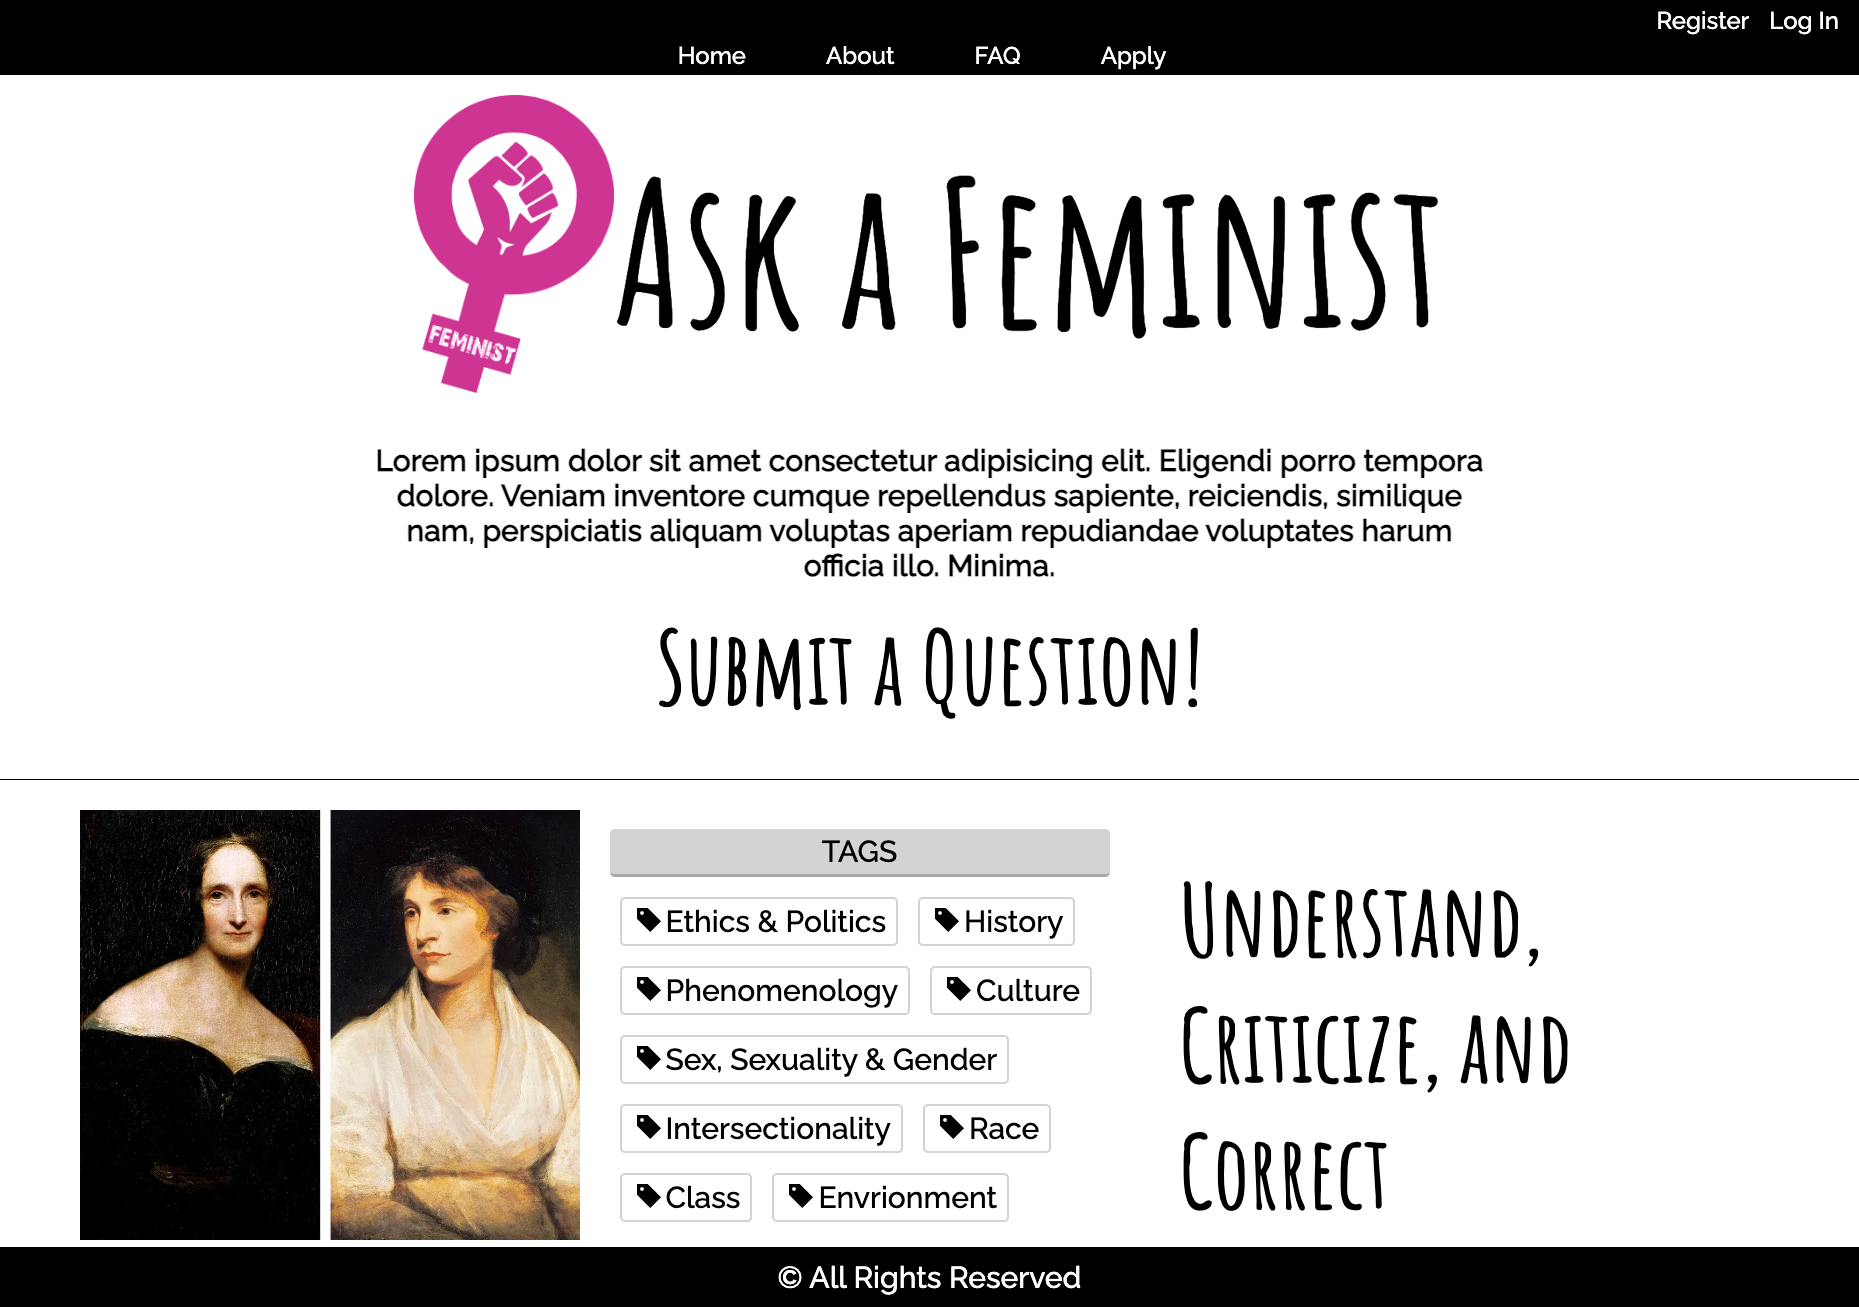 Register Log In
Home About FAQ Apply
Ask a Feminist
FEMINIST
Lorem ipsum dolor sit amet consectetur adipisicing elit. Eligendi porro tempora
dolore. Veniam inventore cumque repellendus sapiente, reiciendis, similique
nam, perspiciatis aliquam voluptas aperiam repudiandae voluptates harum
officia illo. Minima.
Submit a Question!
TAGS
Ethics & Politics History
Phenomenology Culture
Sex, Sexuality & Gender
Intersectionality Race
Class Envrionment
Understand,
Criticize, and
Correct
© All Rights Reserved